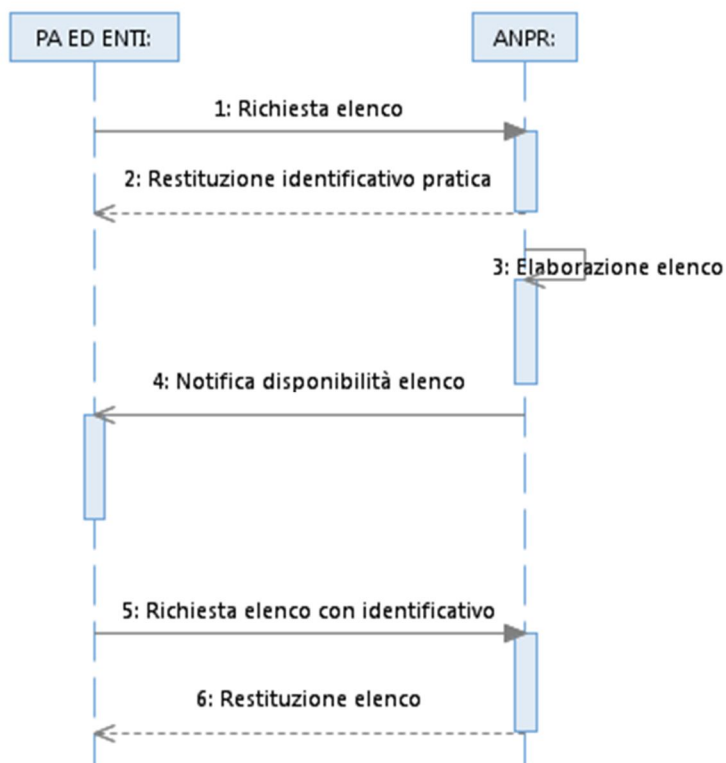 PA ED ENTI:
ANPR:
1: Richiesta elenco
2: Restituzione identificativo pratica
3: Elaborazione elenco
4: Notifica disponibilità elenco
5: Richiesta elenco con identificativo
6: Restituzione elenco